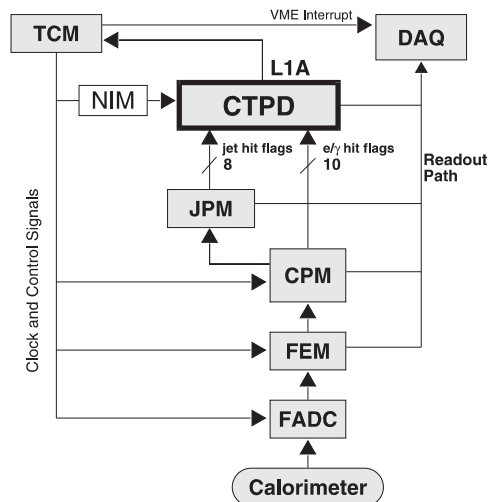 VME Interrupt
TCM
DAQ
L1A
NIM
CTPD
jet hit flags
8
e/γ hit flags
10
Readout
Path
JPM
Clock and Control Signals
CPM
FEM
FADC
Calorimeter